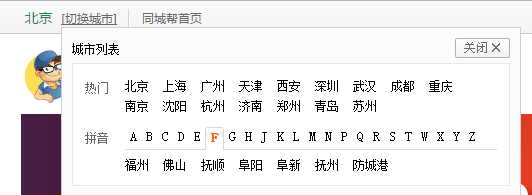 北京 [切换城市] 同城帮首页
城市列表 关闭 ×
热门 北京 上海 广州 天津 西安 深圳 武汉 成都 重庆
南京 沈阳 杭州 济南 郑州 青岛 苏州
拼音 A B C D E F G H J K L M N P Q R S T W X Y Z
福州 佛山 抚顺 阜阳 阜新 抚州 防城港